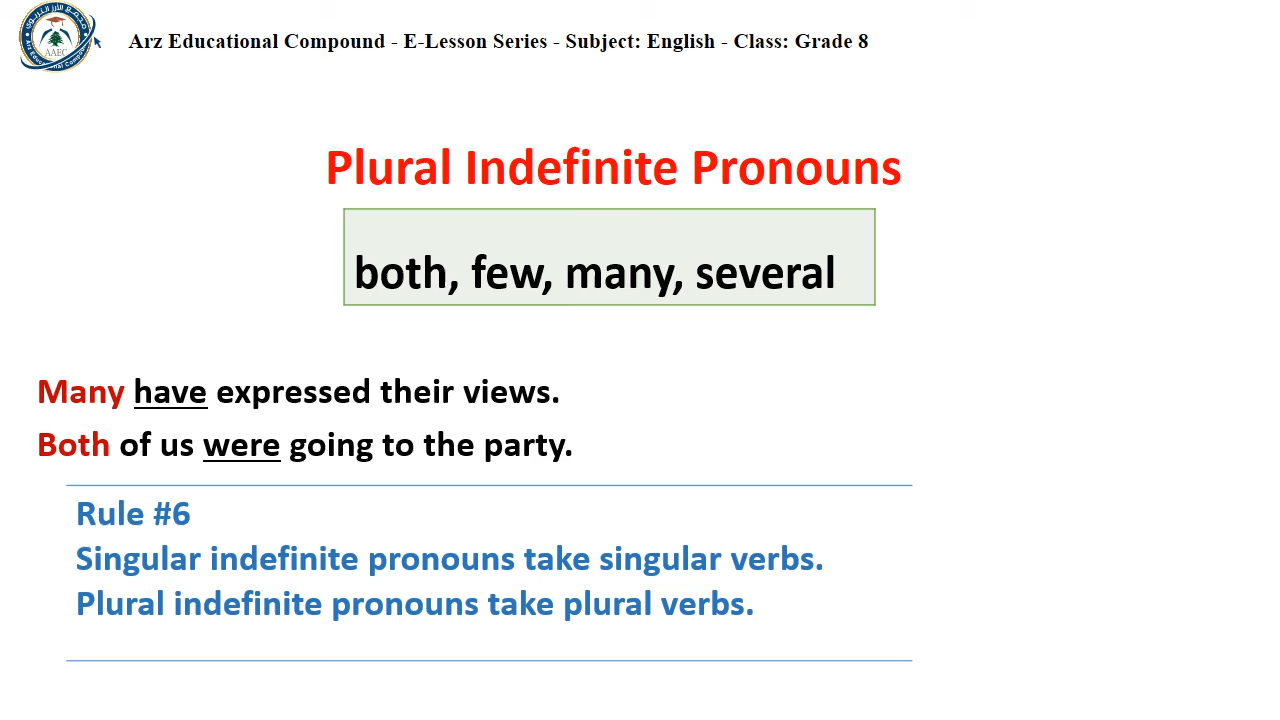 AAEC
Arz Educational Compound - E-Lesson Series - Subject: English - Class: Grade 8
Plural Indefinite Pronouns
both, few, many, several
Many have expressed their views.
Both of us were going to the party.
Rule #6
Singular indefinite pronouns take singular verbs.
Plural indefinite pronouns take plural verbs.